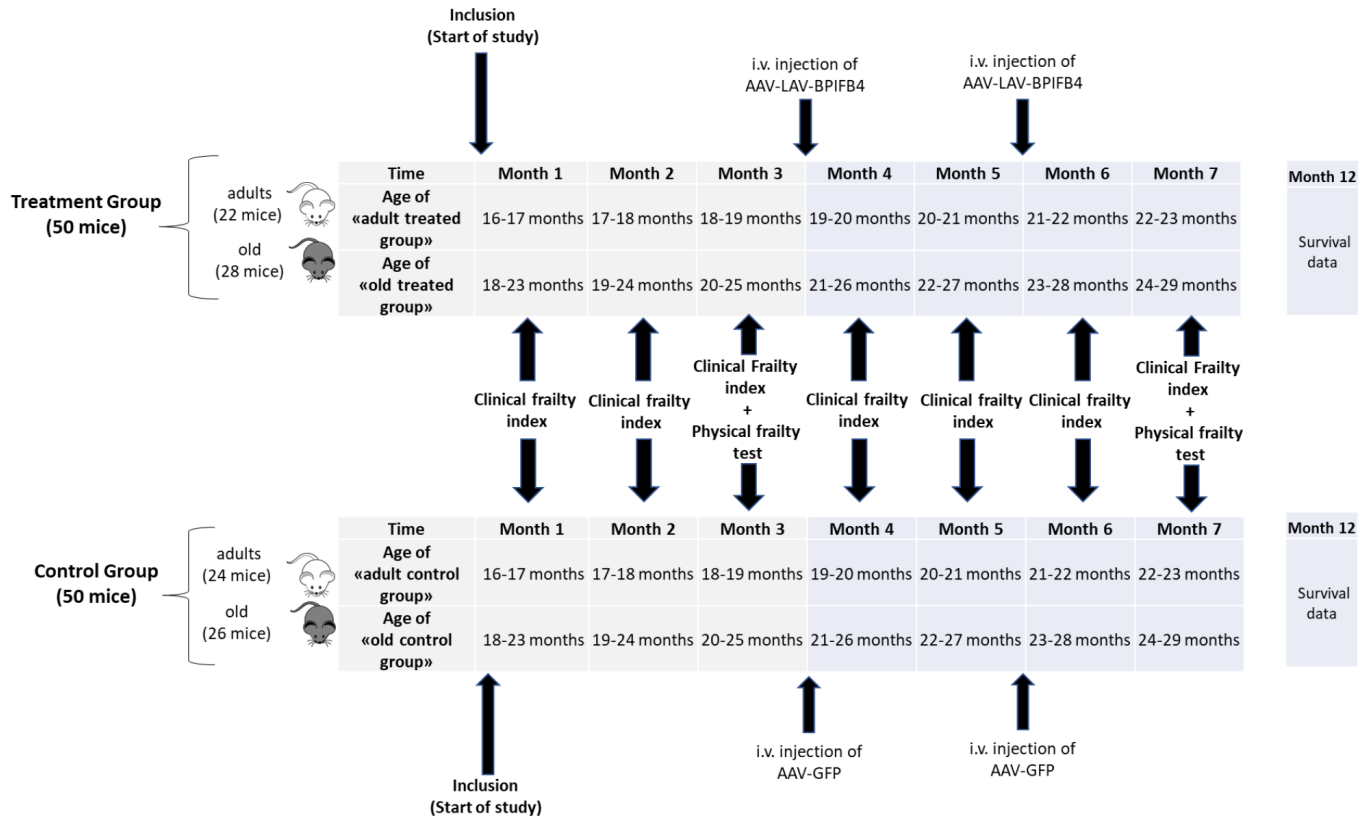 Inclusion
(Start of study)
i.v. injection of
AAV-LAV-BPIFB4
i.v. injection of
AAV-LAV-BPIFB4
Treatment Group
(50 mice)
adults
(22 mice)
old
(28 mice)
Time Month 1 Month 2 Month 3 Month 4 Month 5 Month 6 Month 7
Age of
«adult treated
group»
16-17 months 17-18 months 18-19 months 19-20 months 20-21 months 21-22 months 22-23 months
Age of
«old treated
group»
18-23 months 19-24 months 20-25 months 21-26 months 22-27 months 23-28 months 24-29 months
Month 12
Survival
data
Clinical frailty
index
Clinical frailty
index
Clinical Frailty
index
+
Physical frailty
test
Clinical frailty
index
Clinical frailty
index
Clinical frailty
index
Clinical Frailty
index
+
Physical frailty
test
Control Group
(50 mice)
adults
(24 mice)
old
(26 mice)
Time Month 1 Month 2 Month 3 Month 4 Month 5 Month 6 Month 7
Age of
«adult control
group»
16-17 months 17-18 months 18-19 months 19-20 months 20-21 months 21-22 months 22-23 months
Age of
«old control
group»
18-23 months 19-24 months 20-25 months 21-26 months 22-27 months 23-28 months 24-29 months
Month 12
Survival
data
Inclusion
(Start of study)
i.v. injection of
AAV-GFP
i.v. injection of
AAV-GFP